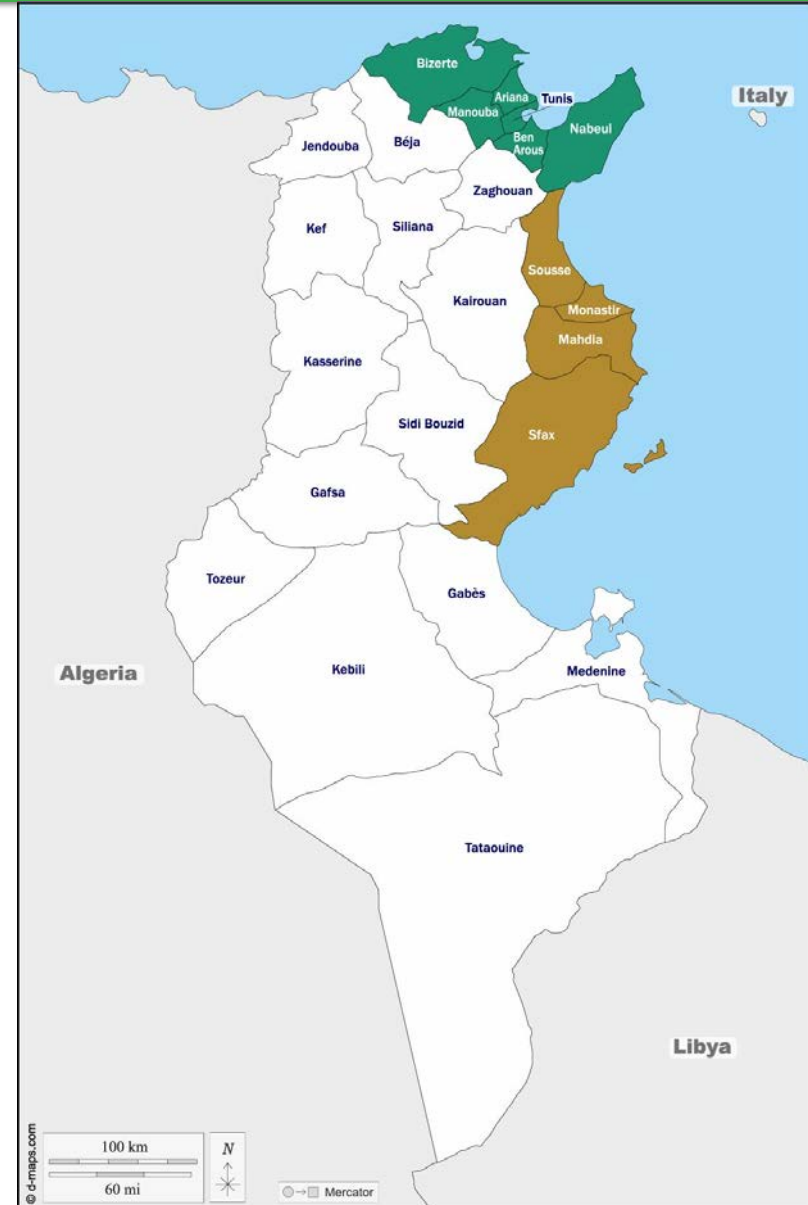 Bizerte
Ariana
Tunis
Italy
Manouba
Nabeul
Ben
Arous
Jendouba
Béja
Zaghouan
Kef
Siliana
Sousse
Kairouan
Monastir
Mahdia
Kasserine
Sidi Bouzid
Sfax
Gafsa
Tozeur
Gabès
Algeria
Kebili
Medenine
Tataouine
Libya
100 km
60 mi
N
Mercator
© d-maps.com